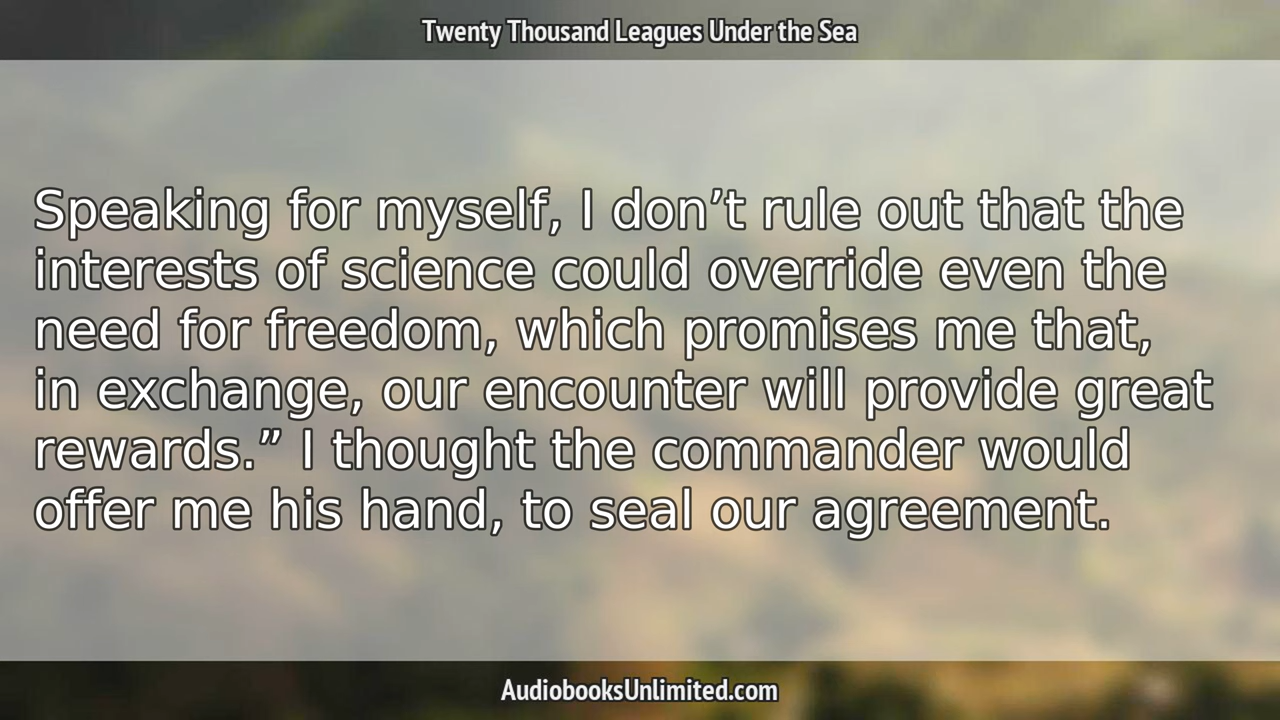 Twenty Thousand Leagues Under the Sea
Speaking for myself, I don’t rule out that the
interests of science could override even the
need for freedom, which promises me that,
in exchange, our encounter will provide great
rewards.” I thought the commander would
offer me his hand, to seal our agreement.
AudiobooksUnlimited.com